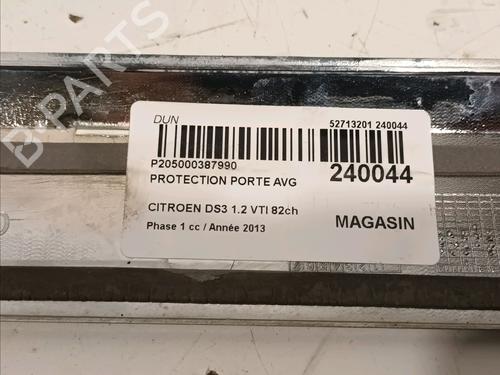 DUN
52713201 240044
P205000387990
PROTECTION PORTE AVG
240044
CITROEN DS3 1.2 VTI 82ch
MAGASIN
Phase 1 cc / Année 2013
B-PARTS